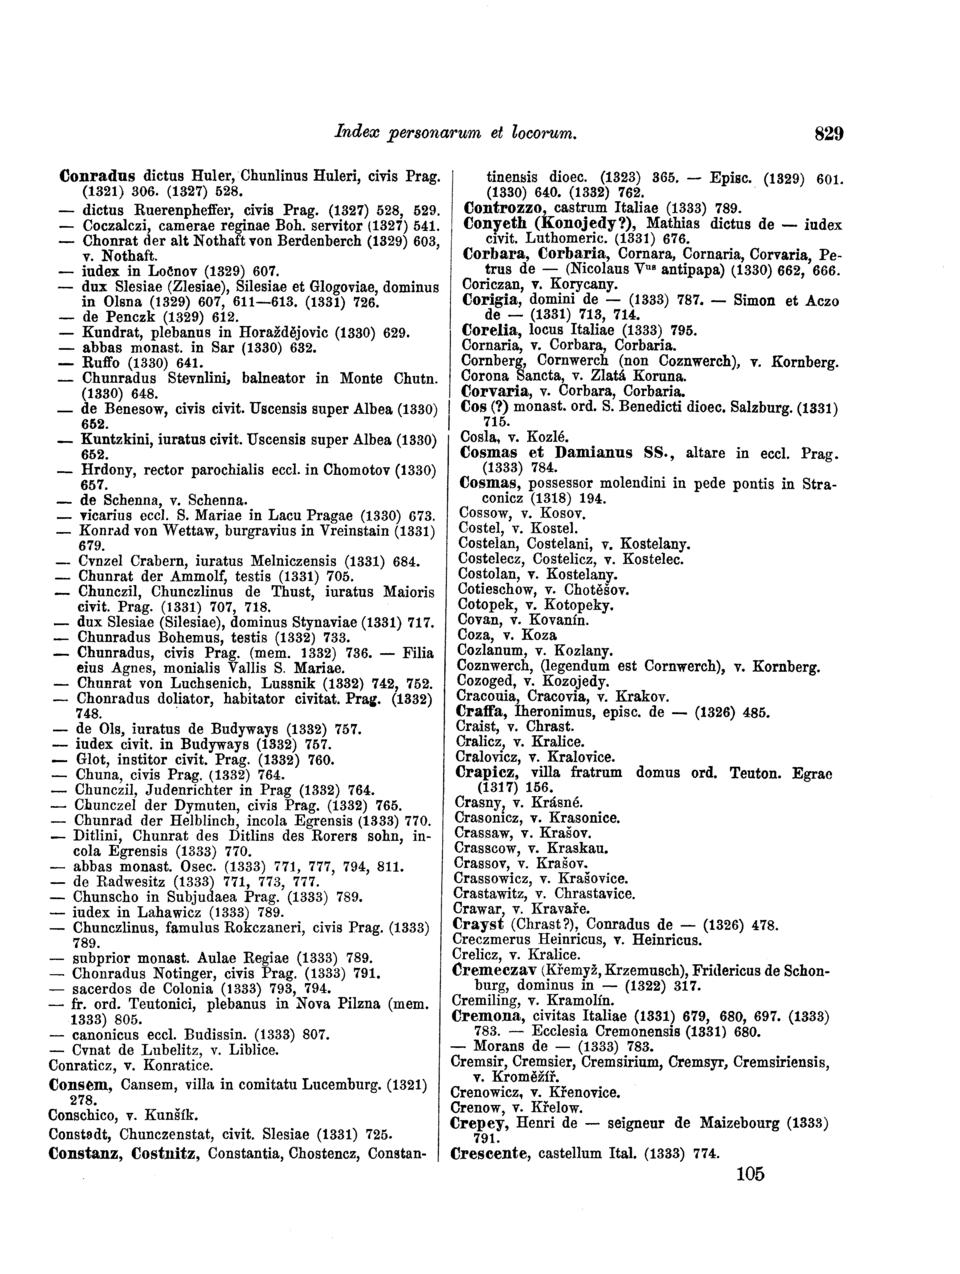 Index personarum et locorum. 829
Conradus dictus Huler, Chunlinus Huleri, civis Prag.
(1321) 306. (1327) 528.
— dictus Ruerenpheffer, civis Prag. (1327) 528, 529.
— Coczalczi, camerae reginae Boh. servitor (1327) 541.
— Chonrat der alt Nothaft von Berdenberch (1329) 603,
v. Nothaft.
— iudex inLočnov (1329) 607.
— dux Slesiae (Zlesiae), Silesiae et Glogoviae, dominus
in Olsna (1329) 607, 611—613. (1331) 726.
— de Penczk (1329) 612.
— Kundrat, plebanus in Horaždějovic (1330) 629.
— abbas monast. in Sar (1330) 632.
— Ruffo (1330) 641.
— Chunradus Stevnlini, balneator in Monte Chutn.
(1330) 648.
— de Benesow, civis civit. Uscensis super Albea (1330)
652.
— Kuntzkini, iuratus civit. Uscensis super Albea (1330)
652.
— Hrdony, rector parochialis eccl. in Chomotov (1330)
657.
— de Schenna, v. Schenna.
— vicarius eccl. S. Mariae in Lacu Pragae (1330) 673.
— Konrad von Wettaw, burgravius in Vreinstain (1331)
679.
— Cvnzel Crabern, iuratus Melniczensis (1331) 684.
— Chunrat der Ammolf, testis (1331) 705.
— Chunczil, Chunczlinus de Thust, iuratus Maioris
civit. Prag. (1331) 707, 718.
— dux Slesiae (Silesiae), dominus Stynaviae (1331) 717.
— Chunradus Bohemus, testis (1332) 733.
— Chunradus, civis Prag. (mem. 1332) 736. — Filia
eius Agnes, monialis Vallis S. Mariae.
— Chunrat von Luchsenich, Lussnik (1332) 742, 752.
— Chonradus doliator, habitator civitat. Prag. (1332)
748.
— de Ols, iuratus de Budyways (1332) 757.
— iudex civit. in Budyways (1332) 757.
— Glot, institor civit. Prag. (1332) 760.
— Chuna, civis Prag. (1332) 764.
— Chunczil, Judenrichter in Prag (1332) 764.
— Chunczel der Dymuten, civis Prag. (1332) 765.
— Chunrad der Helblinch, incola Egrensis (1333) 770.
— Ditlini, Chunrat des Ditlins des Rorers sohn, in-
cola Egrensis (1333) 770.
— abbas monast. Osec. (1333) 771, 777, 794, 811.
— de Radwesitz (1333) 771, 773, 777.
— Chunscho in Subjudaea Prag. (1333) 789.
— iudex in Lahawicz (1333) 789.
— Chunczlinus, famulus Rokczaneri, civis Prag. (1333)
789.
— subprior monast. Aulae Regiae (1333) 789.
— Chonradus Notinger, civis Prag. (1333) 791.
— sacerdos de Colonia (1333) 793, 794.
— fr. ord. Teutonici, plebanus in Nova Pilzna (mem.
1333) 805.
— canonicus eccl. Budissin. (1333) 807.
— Cvnat de Lubelitz, v. Liblice.
Conraticz, v. Konratice.
Consem, Cansem, villa in comitatu Lucemburg. (1321)
278.
Conschico, v. Kunšík.
Constadt, Chunczenstat, civit. Slesiae (1331) 725.
Constanz, Costnitz, Constantia, Chostencz, Constan-
tinensis dioec. (1323) 365. — Episc. (1329) 601.
(1330) 640. (1332) 762.
Controzzo, castrum Italiae (1333) 789.
Conyeth (Konojedy?), Mathias dictus de — iudex
civit. Luthomeric. (1331) 676.
Corbara, Corbaria, Cornara, Cornaria, Corvaria, Pe-
trus de — (Nicolaus Vus antipapa) (1330) 662, 666.
Coriczan, v. Korycany.
Corigia, domini de — (1333) 787. — Simon et Aczo
de — (1331) 713, 714.
Corelia, locus Italiae (1333) 795.
Cornaria, v. Corbara, Corbaria.
Cornberg, Cornwerch (non Coznwerch), v. Kornberg.
Corona Sancta, v. Zlatá Koruna.
Corvaria, v. Corbara, Corbaria.
Cos (?) monast. ord. S. Benedicti dioec. Salzburg. (1331)
715.
Cosla, v. Kozlé.
Cosmas et Damianus SS., altare in eccl. Prag.
(1333) 784.
Cosmas, possessor molendini in pede pontis in Stra-
conicz (1318) 194.
Cossow, v. Kosov.
Costel, v. Kostel.
Costelan, Costelani, v. Kostelany.
Costelecz, Costelicz, v. Kostelec.
Costolan, v. Kostelany.
Cotieschow, v. Chotěšov.
Cotopek, v. Kotopeky.
Covan, v. Kovanín.
Coza, v. Koza
Cozlanum, v. Kozlany.
Coznwerch, (legendum est Cornwerch), v. Kornberg.
Cozoged, v. Kozojedy.
Cracouia, Cracovia, v. Krakov.
Craffa, Iheronimus, episc. de — (1326) 485.
Craist, v. Chrast.
Cralicz, v. Kralice.
Cralovicz, v. Kralovice.
Crapicz, villa fratrum domus ord. Teuton. Egrae
(1317) 156.
Crasny, v. Krásné.
Crasonicz, v. Krasonice.
Crassaw, v. Krašov.
Crasscow, v. Kraskau.
Crassov, v. Krašov.
Crassowicz, v. Krašovice.
Crastawitz, v. Chrastavice.
Crawar, v. Kravaře.
Crayst (Chrast?), Conradus de — (1326) 478.
Creczmerus Heinricus, v. Heinricus.
Crelicz, v. Kralice.
Cremeczav (Křemyž, Krzemusch), Fridericus de Schon-
burg, dominus in — (1322) 317.
Cremiling, v. Kramolín.
Cremona, civitas Italiae (1331) 679, 680, 697. (1333)
783. — Ecclesia Cremonensis (1331) 680.
— Morans de — (1333) 783.
Cremsir, Cremsier, Cremsirium, Cremsyr, Cremsiriensis,
v. Kroměžíř.
Crenowicz, v. Křenovice.
Crenow, v. Křelow.
Crepey, Henri de — seigneur de Maizebourg (1333)
791.
Crescente, castellum Ital. (1333) 774.
105